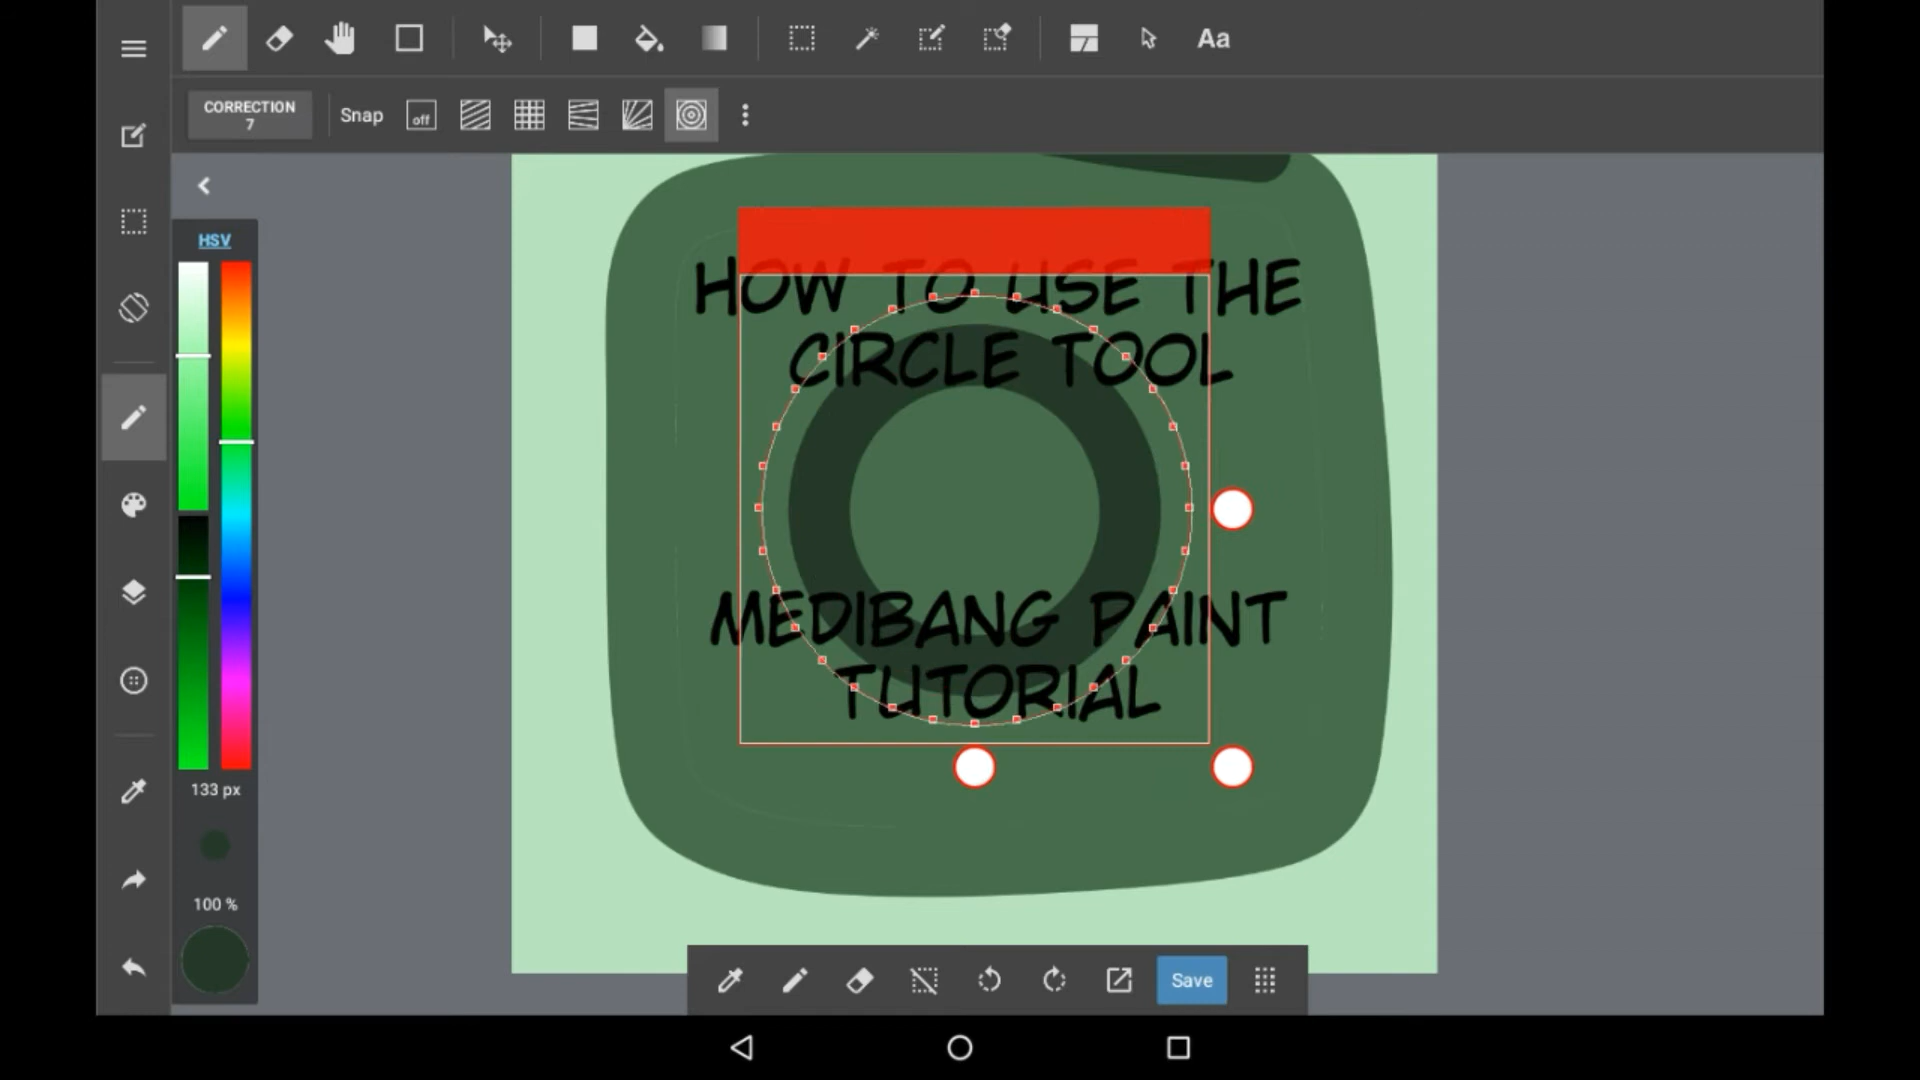 Aa
CORRECTION
7
Snap
off
HSV
HOW TO USE THE
CIRCLE TOOL
MEDIBANG PAINT
TUTORIAL
133 px
100 %
Save